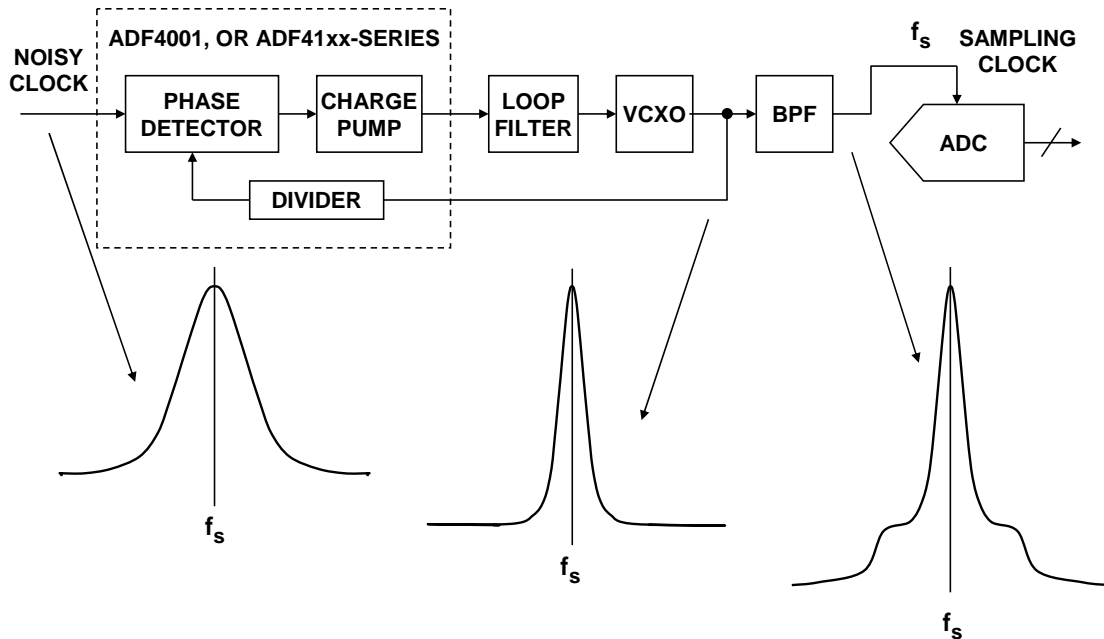 ADF4001, OR ADF41xx-SERIES
NOISY
CLOCK
PHASE
DETECTOR
CHARGE
PUMP
LOOP
FILTER
VCXO
BPF
fs
SAMPLING
CLOCK
ADC
DIVIDER
fs
fs
fs